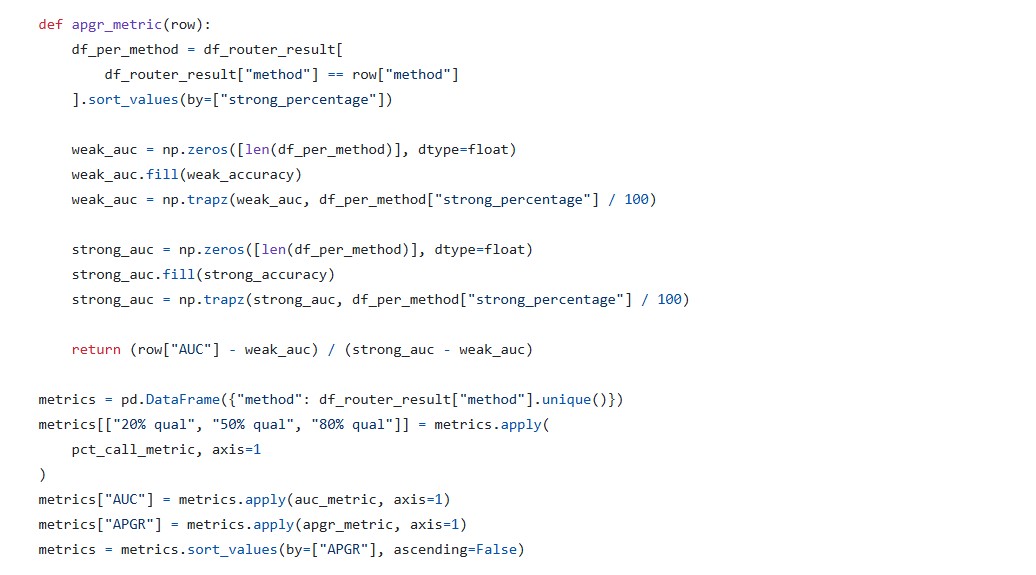 def apgr_metric(row):
    df_per_method = df_router_result[
        df_router_result["method"] == row["method"]
    ].sort_values(by=["strong_percentage"])

    weak_auc = np.zeros([len(df_per_method)], dtype=float)
    weak_auc.fill(weak_accuracy)
    weak_auc = np.trapz(weak_auc, df_per_method["strong_percentage"] / 100)

    strong_auc = np.zeros([len(df_per_method)], dtype=float)
    strong_auc.fill(strong_accuracy)
    strong_auc = np.trapz(strong_auc, df_per_method["strong_percentage"] / 100)

    return (row["AUC"] - weak_auc) / (strong_auc - weak_auc)

metrics = pd.DataFrame({"method": df_router_result["method"].unique()})
metrics[["20% qual", "50% qual", "80% qual"]] = metrics.apply(
    pct_call_metric, axis=1
)
metrics["AUC"] = metrics.apply(auc_metric, axis=1)
metrics["APGR"] = metrics.apply(apgr_metric, axis=1)
metrics = metrics.sort_values(by=["APGR"], ascending=False)